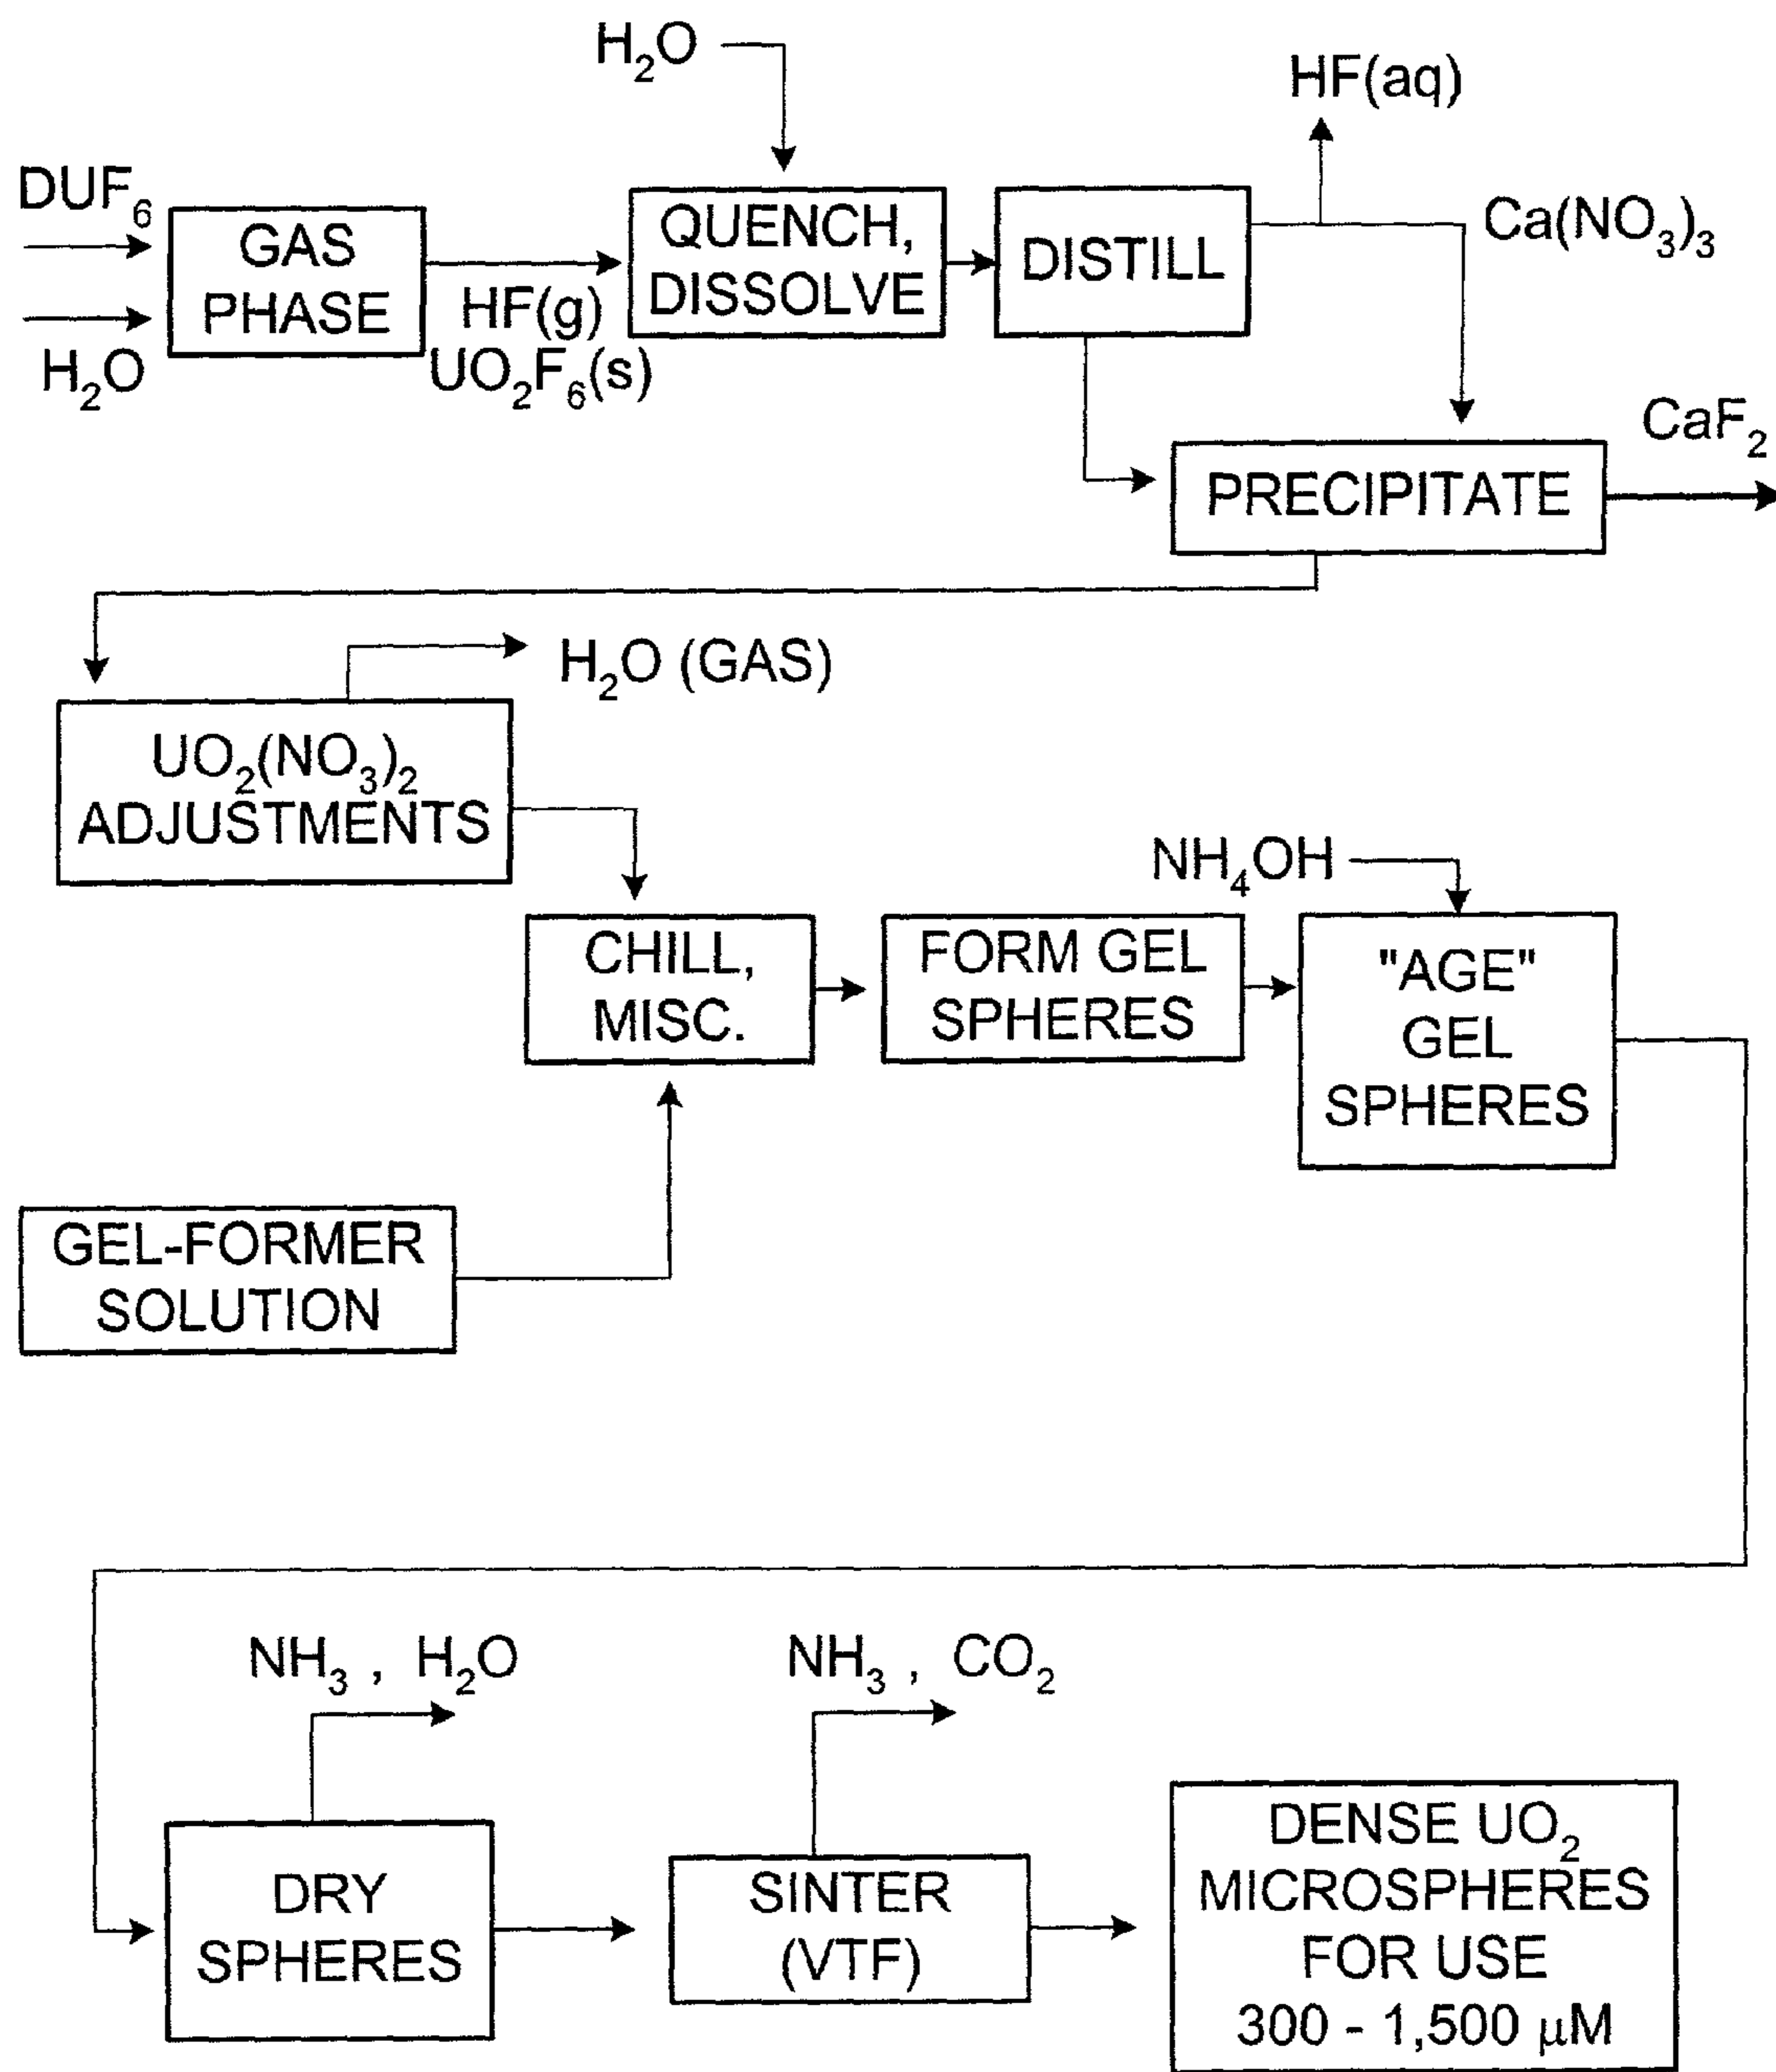 H₂O
HF(aq)
DUF₆
GAS
PHASE
H₂O
HF(g)
UO₂F₆(s)
QUENCH,
DISSOLVE
DISTILL
Ca(NO₃)₃
PRECIPITATE
CaF₂
H₂O (GAS)
UO₂(NO₃)₂
ADJUSTMENTS
CHILL,
MISC.
FORM GEL
SPHERES
NH₄OH
"AGE"
GEL
SPHERES
GEL-FORMER
SOLUTION
NH₃ , H₂O
NH₃ , CO₂
DRY
SPHERES
SINTER
(VTF)
DENSE UO₂
MICROSPHERES
FOR USE
300 - 1,500 μM